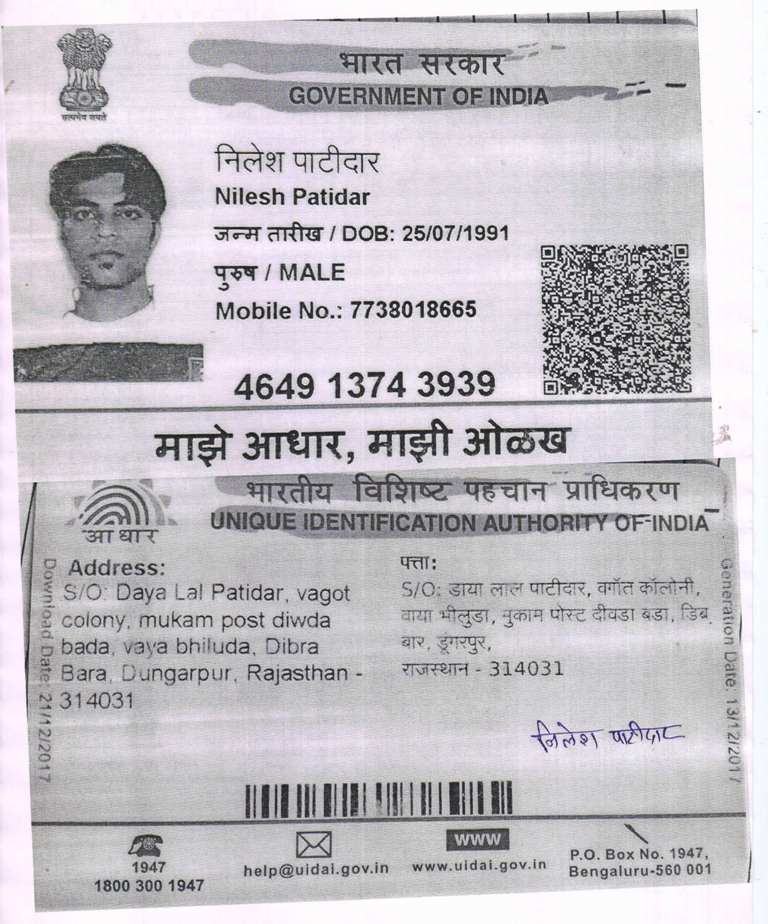 भारत सरकार
GOVERNMENT OF INDIA
सत्यमेव जयते
निलेश पाटीदार
Nilesh Patidar
जन्म तारीख / DOB: 25/07/1991
पुरुष / MALE
Mobile No.: 7738018665
4649 1374 3939
माझे आधार, माझी ओळख
भारतीय विशिष्ट पहचान प्राधिकरण
UNIQUE IDENTIFICATION AUTHORITY OF INDIA
आधार
Download Date: 21/12/2017
Address:
S/O: Daya Lal Patidar, vagot
colony, mukam post diwda
bada, vaya bhiluda, Dibra
Bara, Dungarpur, Rajasthan -
314031
पत्ता:
S/O: डाया लाल पाटीदार, वगॉत कॉलोनी,
वाया भीलुडा, मुकाम पोस्ट दीवडा बडा, डिब्र
बार, डूंगरपुर,
राजस्थान - 314031
Generation Date: 13/12/2017
निलेश पाटीदार
1947
1800 300 1947
help@uidai.gov.in
www
www.uidai.gov.in
P.O. Box No. 1947,
Bengaluru-560 001